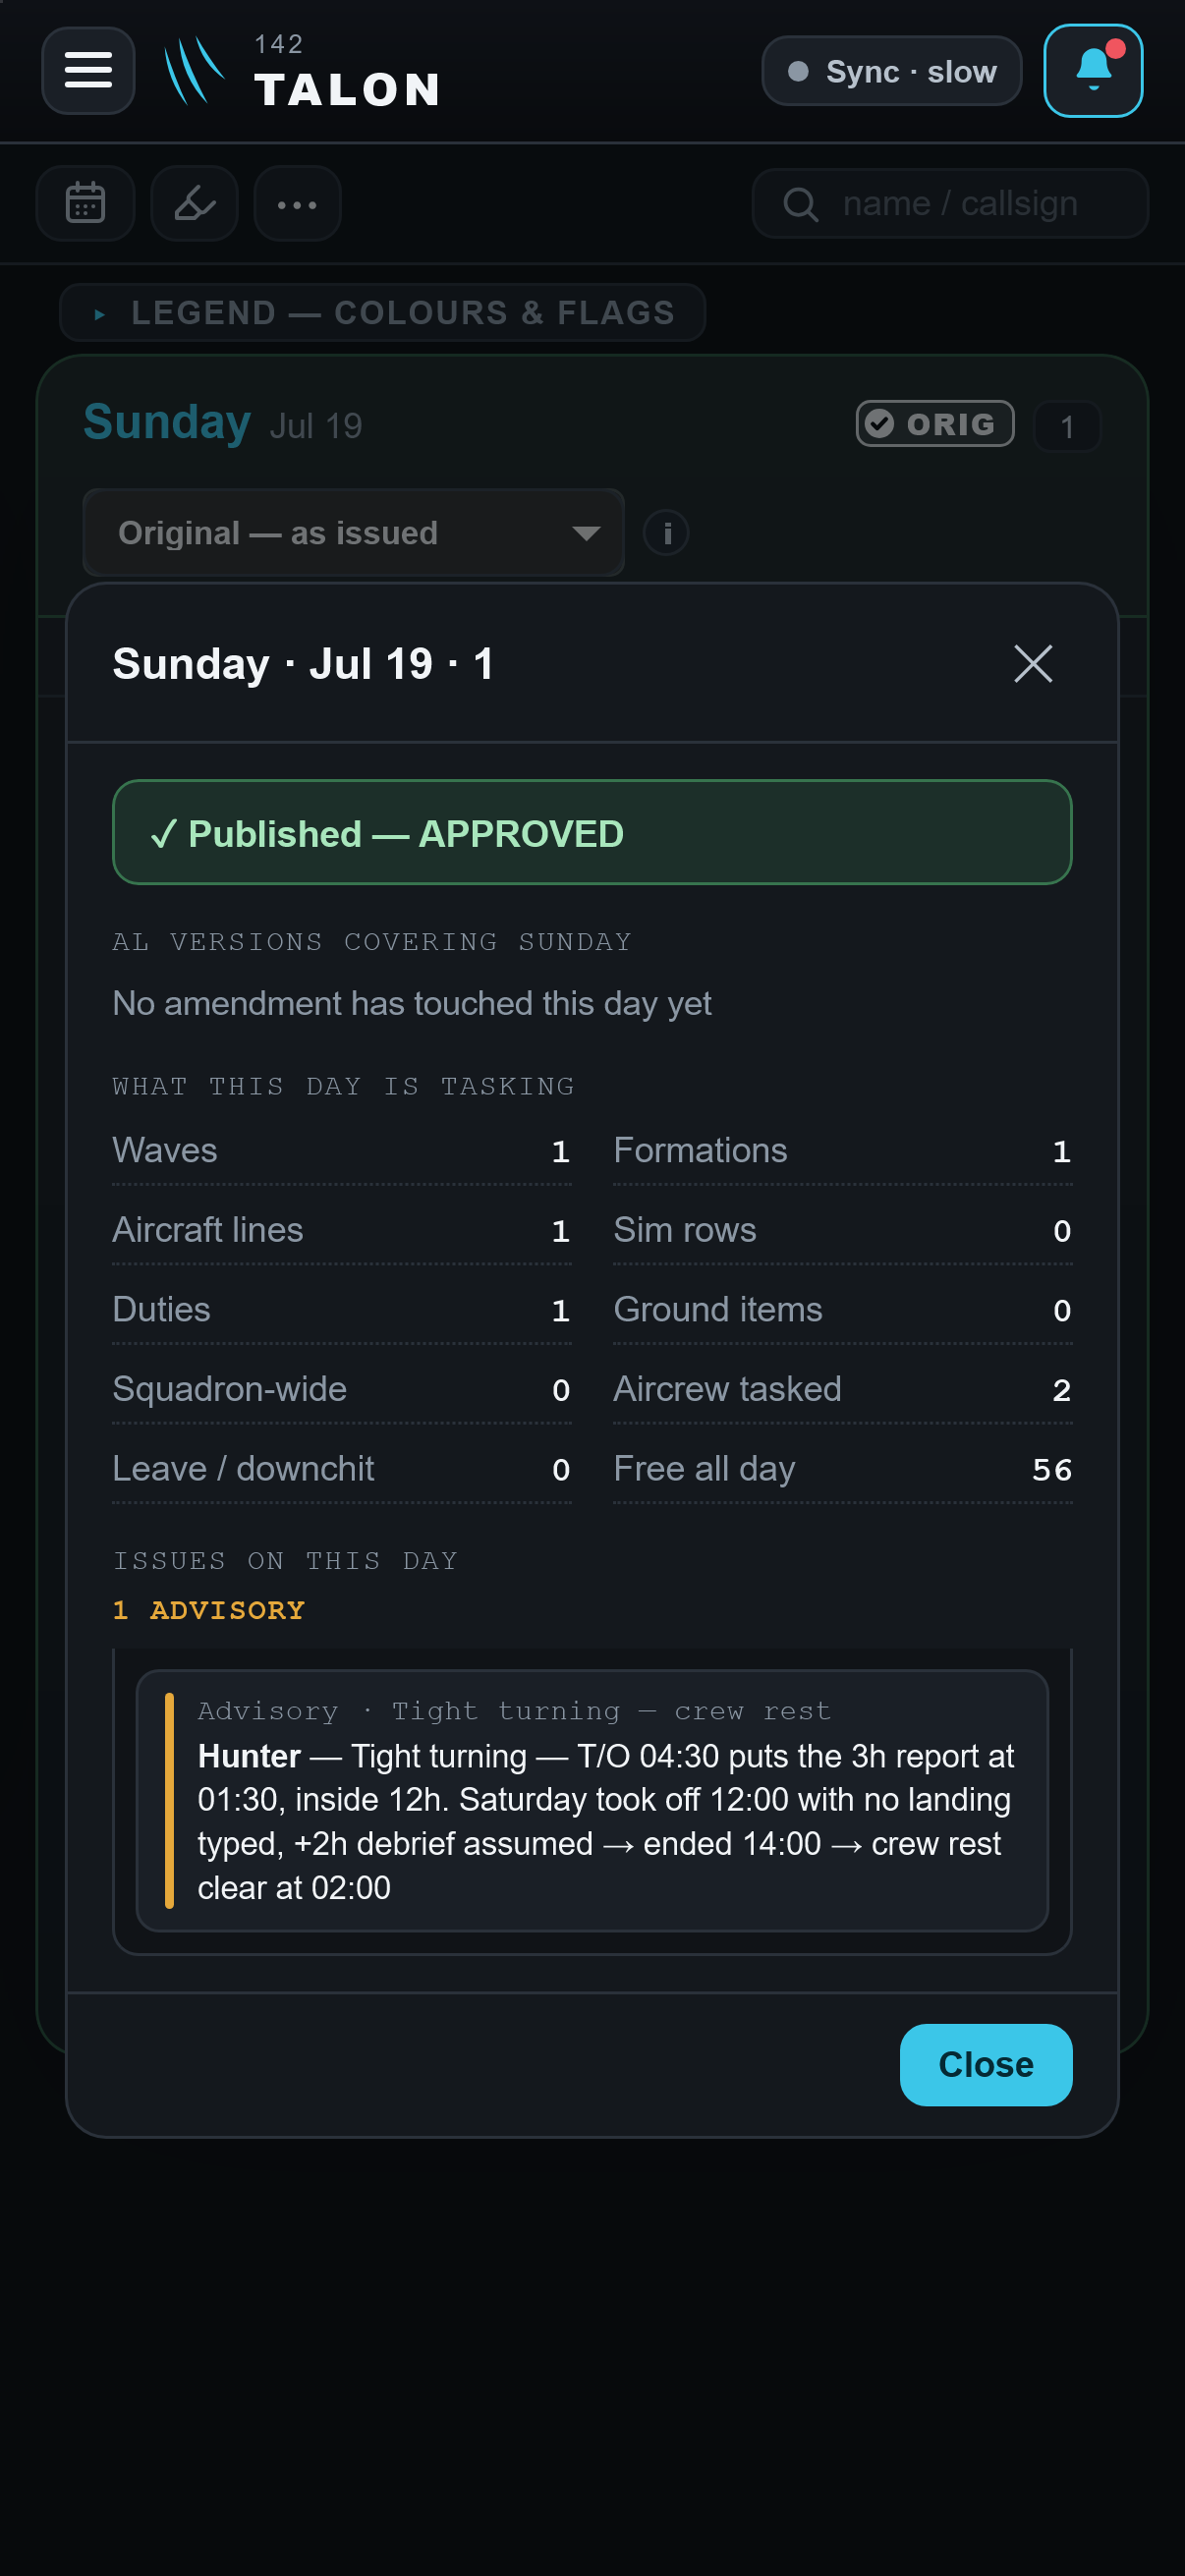 142
TALON
Sync · slow
name / callsign
▸ LEGEND — COLOURS & FLAGS
Sunday Jul 19
ORIG
1
Original — as issued
i
Sunday · Jul 19 · 1
✓ Published — APPROVED
AL VERSIONS COVERING SUNDAY
No amendment has touched this day yet
WHAT THIS DAY IS TASKING
Waves 1
Formations 1
Aircraft lines 1
Sim rows 0
Duties 1
Ground items 0
Squadron-wide 0
Aircrew tasked 2
Leave / downchit 0
Free all day 56
ISSUES ON THIS DAY
1 ADVISORY
Advisory · Tight turning — crew rest
Hunter — Tight turning — T/O 04:30 puts the 3h report at
01:30, inside 12h. Saturday took off 12:00 with no landing
typed, +2h debrief assumed → ended 14:00 → crew rest
clear at 02:00
Close